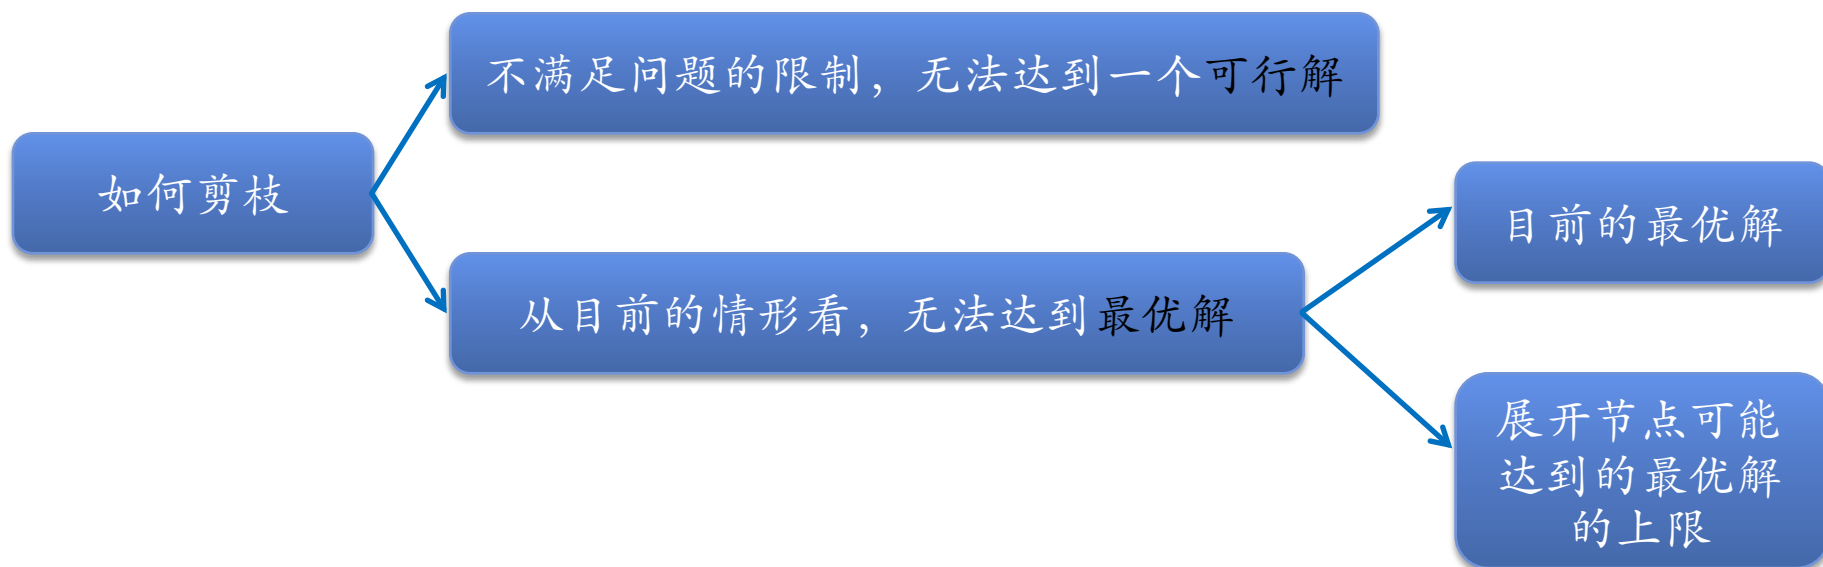 不满足问题的限制，无法达到一个可行解
如何剪枝
目前的最优解
从目前的情形看，无法达到最优解
展开节点可能
达到的最优解
的上限